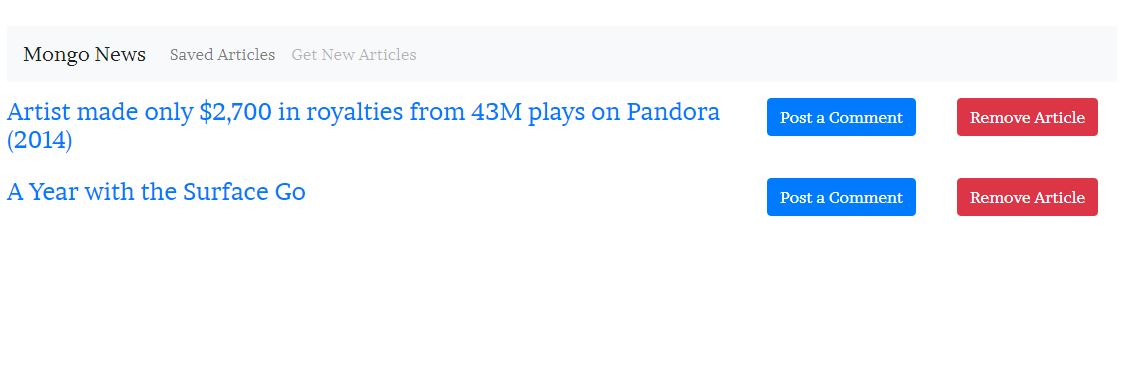 Mongo News Saved Articles Get New Articles
Artist made only $2,700 in royalties from 43M plays on Pandora
(2014)
Post a Comment
Remove Article
A Year with the Surface Go
Post a Comment
Remove Article